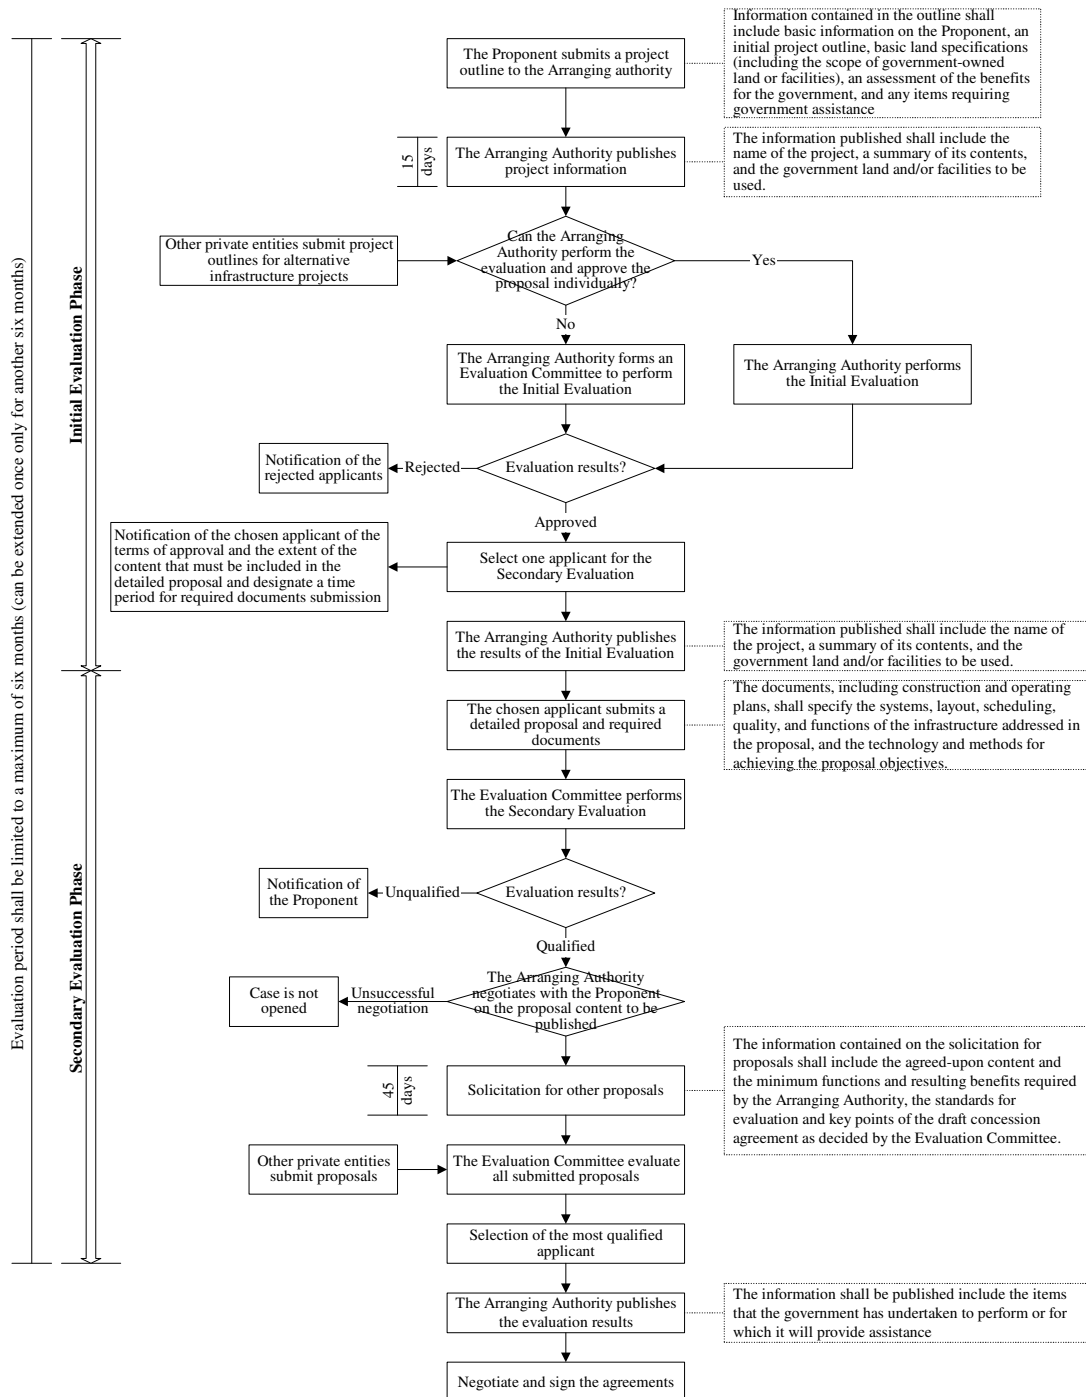 Information contained in the outline shall
include basic information on the Proponent, an
initial project outline, basic land specifications
(including the scope of government-owned
land or facilities), an assessment of the benefits
for the government, and any items requiring
government assistance
The Proponent submits a project
outline to the Arranging authority
15
days
The Arranging Authority publishes
project information
The information published shall include the
name of the project, a summary of its contents,
and the government land and/or facilities to be
used.
Other private entities submit project
outlines for alternative
infrastructure projects
Can the Arranging
Authority perform the
evaluation and approve the
proposal individually?
Yes
No
The Arranging Authority forms an
Evaluation Committee to perform
the Initial Evaluation
The Arranging Authority performs
the Initial Evaluation
Evaluation period shall be limited to a maximum of six months (can be extended once only for another six months)
Initial Evaluation Phase
Notification of the
rejected applicants
Rejected
Evaluation results?
Approved
Notification of the chosen applicant of the
terms of approval and the extent of the
content that must be included in the
detailed proposal and designate a time
period for required documents submission
Select one applicant for the
Secondary Evaluation
The Arranging Authority publishes
the results of the Initial Evaluation
The information published shall include the name of
the project, a summary of its contents, and the
government land and/or facilities to be used.
Secondary Evaluation Phase
The chosen applicant submits a
detailed proposal and required
documents
The documents, including construction and operating
plans, shall specify the systems, layout, scheduling,
quality, and functions of the infrastructure addressed in
the proposal, and the technology and methods for
achieving the proposal objectives.
The Evaluation Committee performs
the Secondary Evaluation
Notification of
the Proponent
Unqualified
Evaluation results?
Qualified
Case is not
opened
Unsuccessful
negotiation
The Arranging Authority
negotiates with the Proponent
on the proposal content to be
published
45
days
Solicitation for other proposals
The information contained on the solicitation for
proposals shall include the agreed-upon content and
the minimum functions and resulting benefits required
by the Arranging Authority, the standards for
evaluation and key points of the draft concession
agreement as decided by the Evaluation Committee.
Other private entities
submit proposals
The Evaluation Committee evaluate
all submitted proposals
Selection of the most qualified
applicant
The Arranging Authority publishes
the evaluation results
The information shall be published include the items
that the government has undertaken to perform or for
which it will provide assistance
Negotiate and sign the agreements